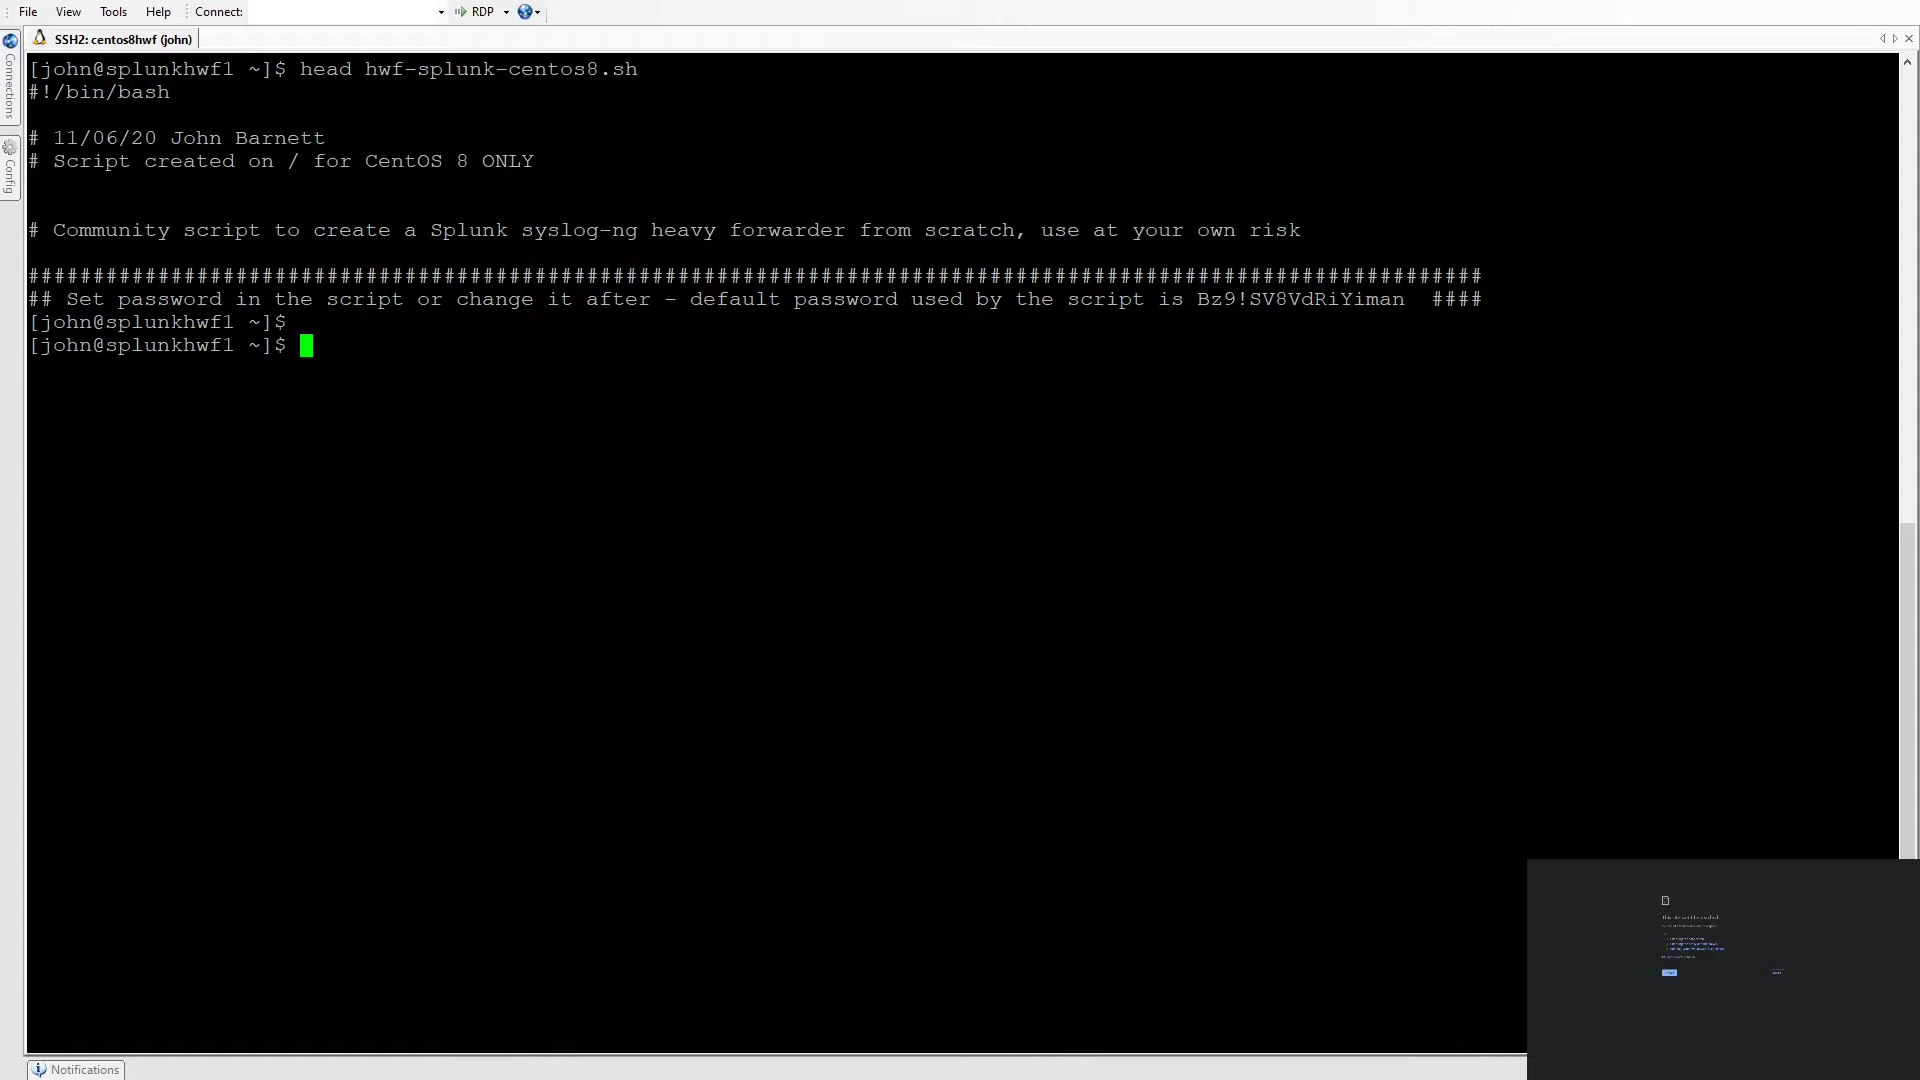 File View Tools Help Connect: RDP
SSH2: centos8hwf (john)
Connections
Config
[john@splunkhwf1 ~]$ head hwf-splunk-centos8.sh
#!/bin/bash
# 11/06/20 John Barnett
# Script created on / for CentOS 8 ONLY
# Community script to create a Splunk syslog-ng heavy forwarder from scratch, use at your own risk
################################################################################################################
## Set password in the script or change it after - default password used by the script is Bz9!SV8VdRiYiman  ####
[john@splunkhwf1 ~]$
[john@splunkhwf1 ~]$
Notifications